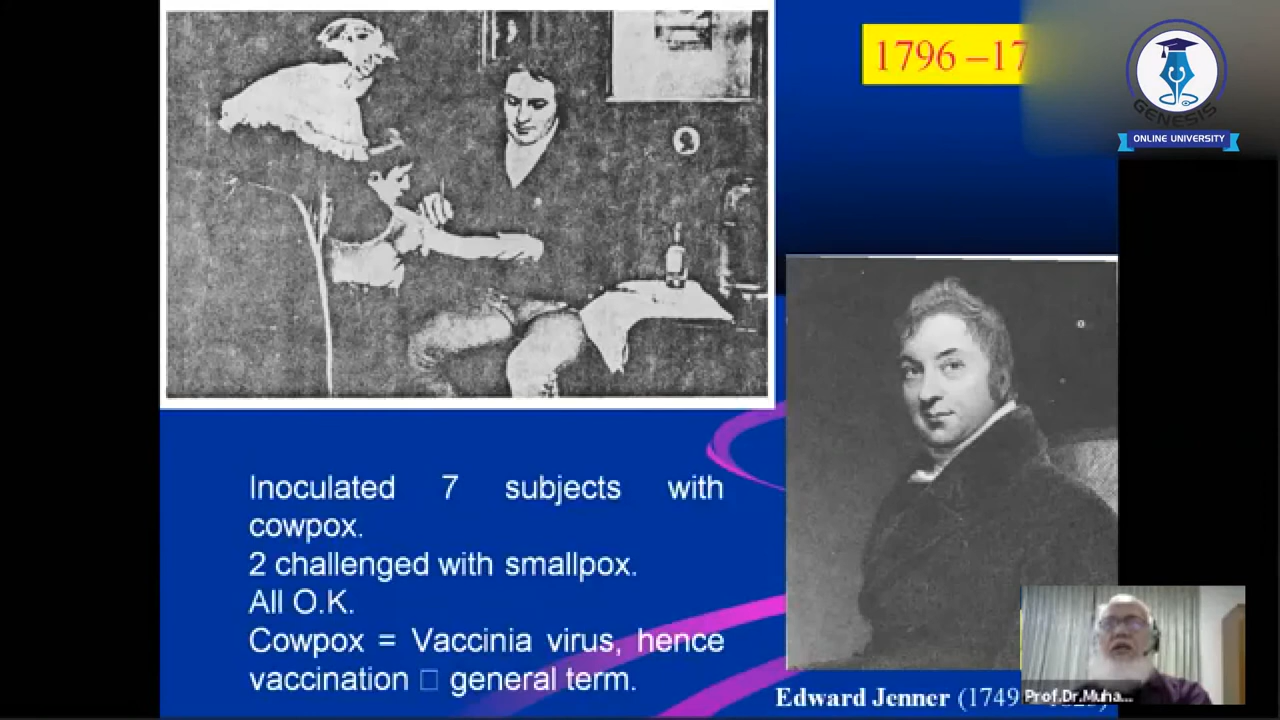 1796 –17
GENESIS
ONLINE UNIVERSITY
Inoculated 7 subjects with
cowpox.
2 challenged with smallpox.
All O.K.
Cowpox = Vaccinia virus, hence
vaccination □ general term.
Edward Jenner (1749
Prof.Dr.Muha...